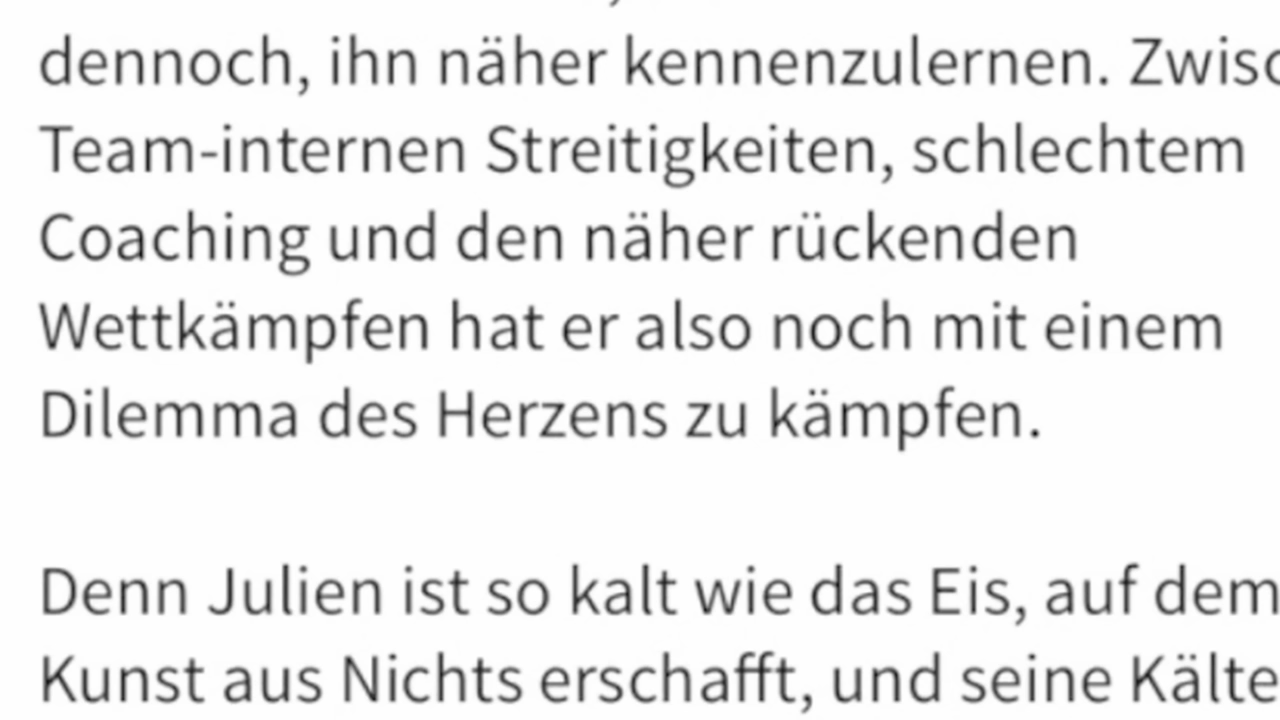 dennoch, ihn näher kennenzulernen.
Team-internen Streitigkeiten, schlechtem
Coaching und den näher rückenden
Wettkämpfen hat er also noch mit einem
Dilemma des Herzens zu kämpfen.
Denn Julien ist so kalt wie das Eis, auf dem
Kunst aus Nichts erschafft, und seine Kälte